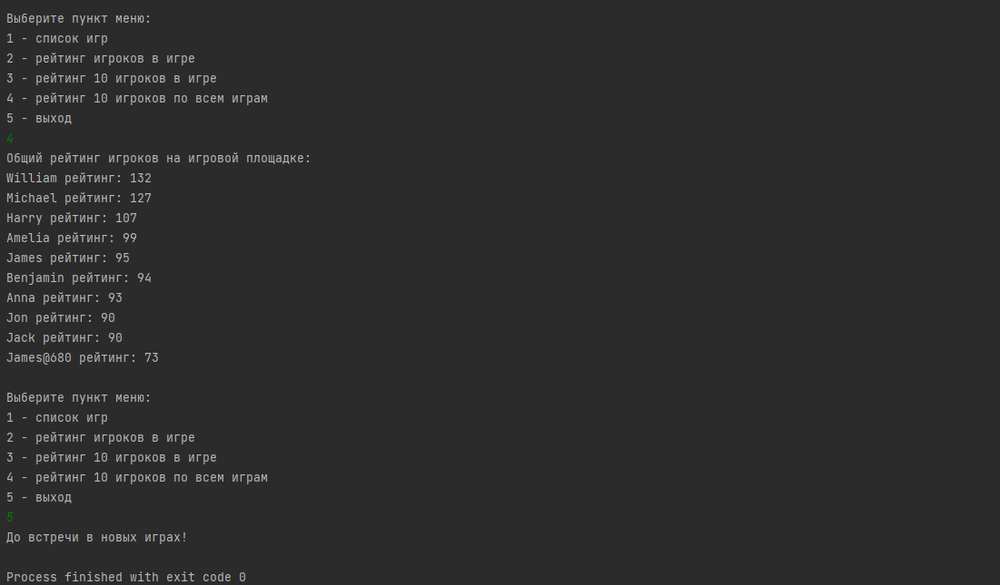 Выберите пункт меню:
1 - список игр
2 - рейтинг игроков в игре
3 - рейтинг 10 игроков в игре
4 - рейтинг 10 игроков по всем играм
5 - выход
4
Общий рейтинг игроков на игровой площадке:
William рейтинг: 132
Michael рейтинг: 127
Harry рейтинг: 107
Amelia рейтинг: 99
James рейтинг: 95
Benjamin рейтинг: 94
Anna рейтинг: 93
Jon рейтинг: 90
Jack рейтинг: 90
James@680 рейтинг: 73
Выберите пункт меню:
1 - список игр
2 - рейтинг игроков в игре
3 - рейтинг 10 игроков в игре
4 - рейтинг 10 игроков по всем играм
5 - выход
5
До встречи в новых играх!
Process finished with exit code 0